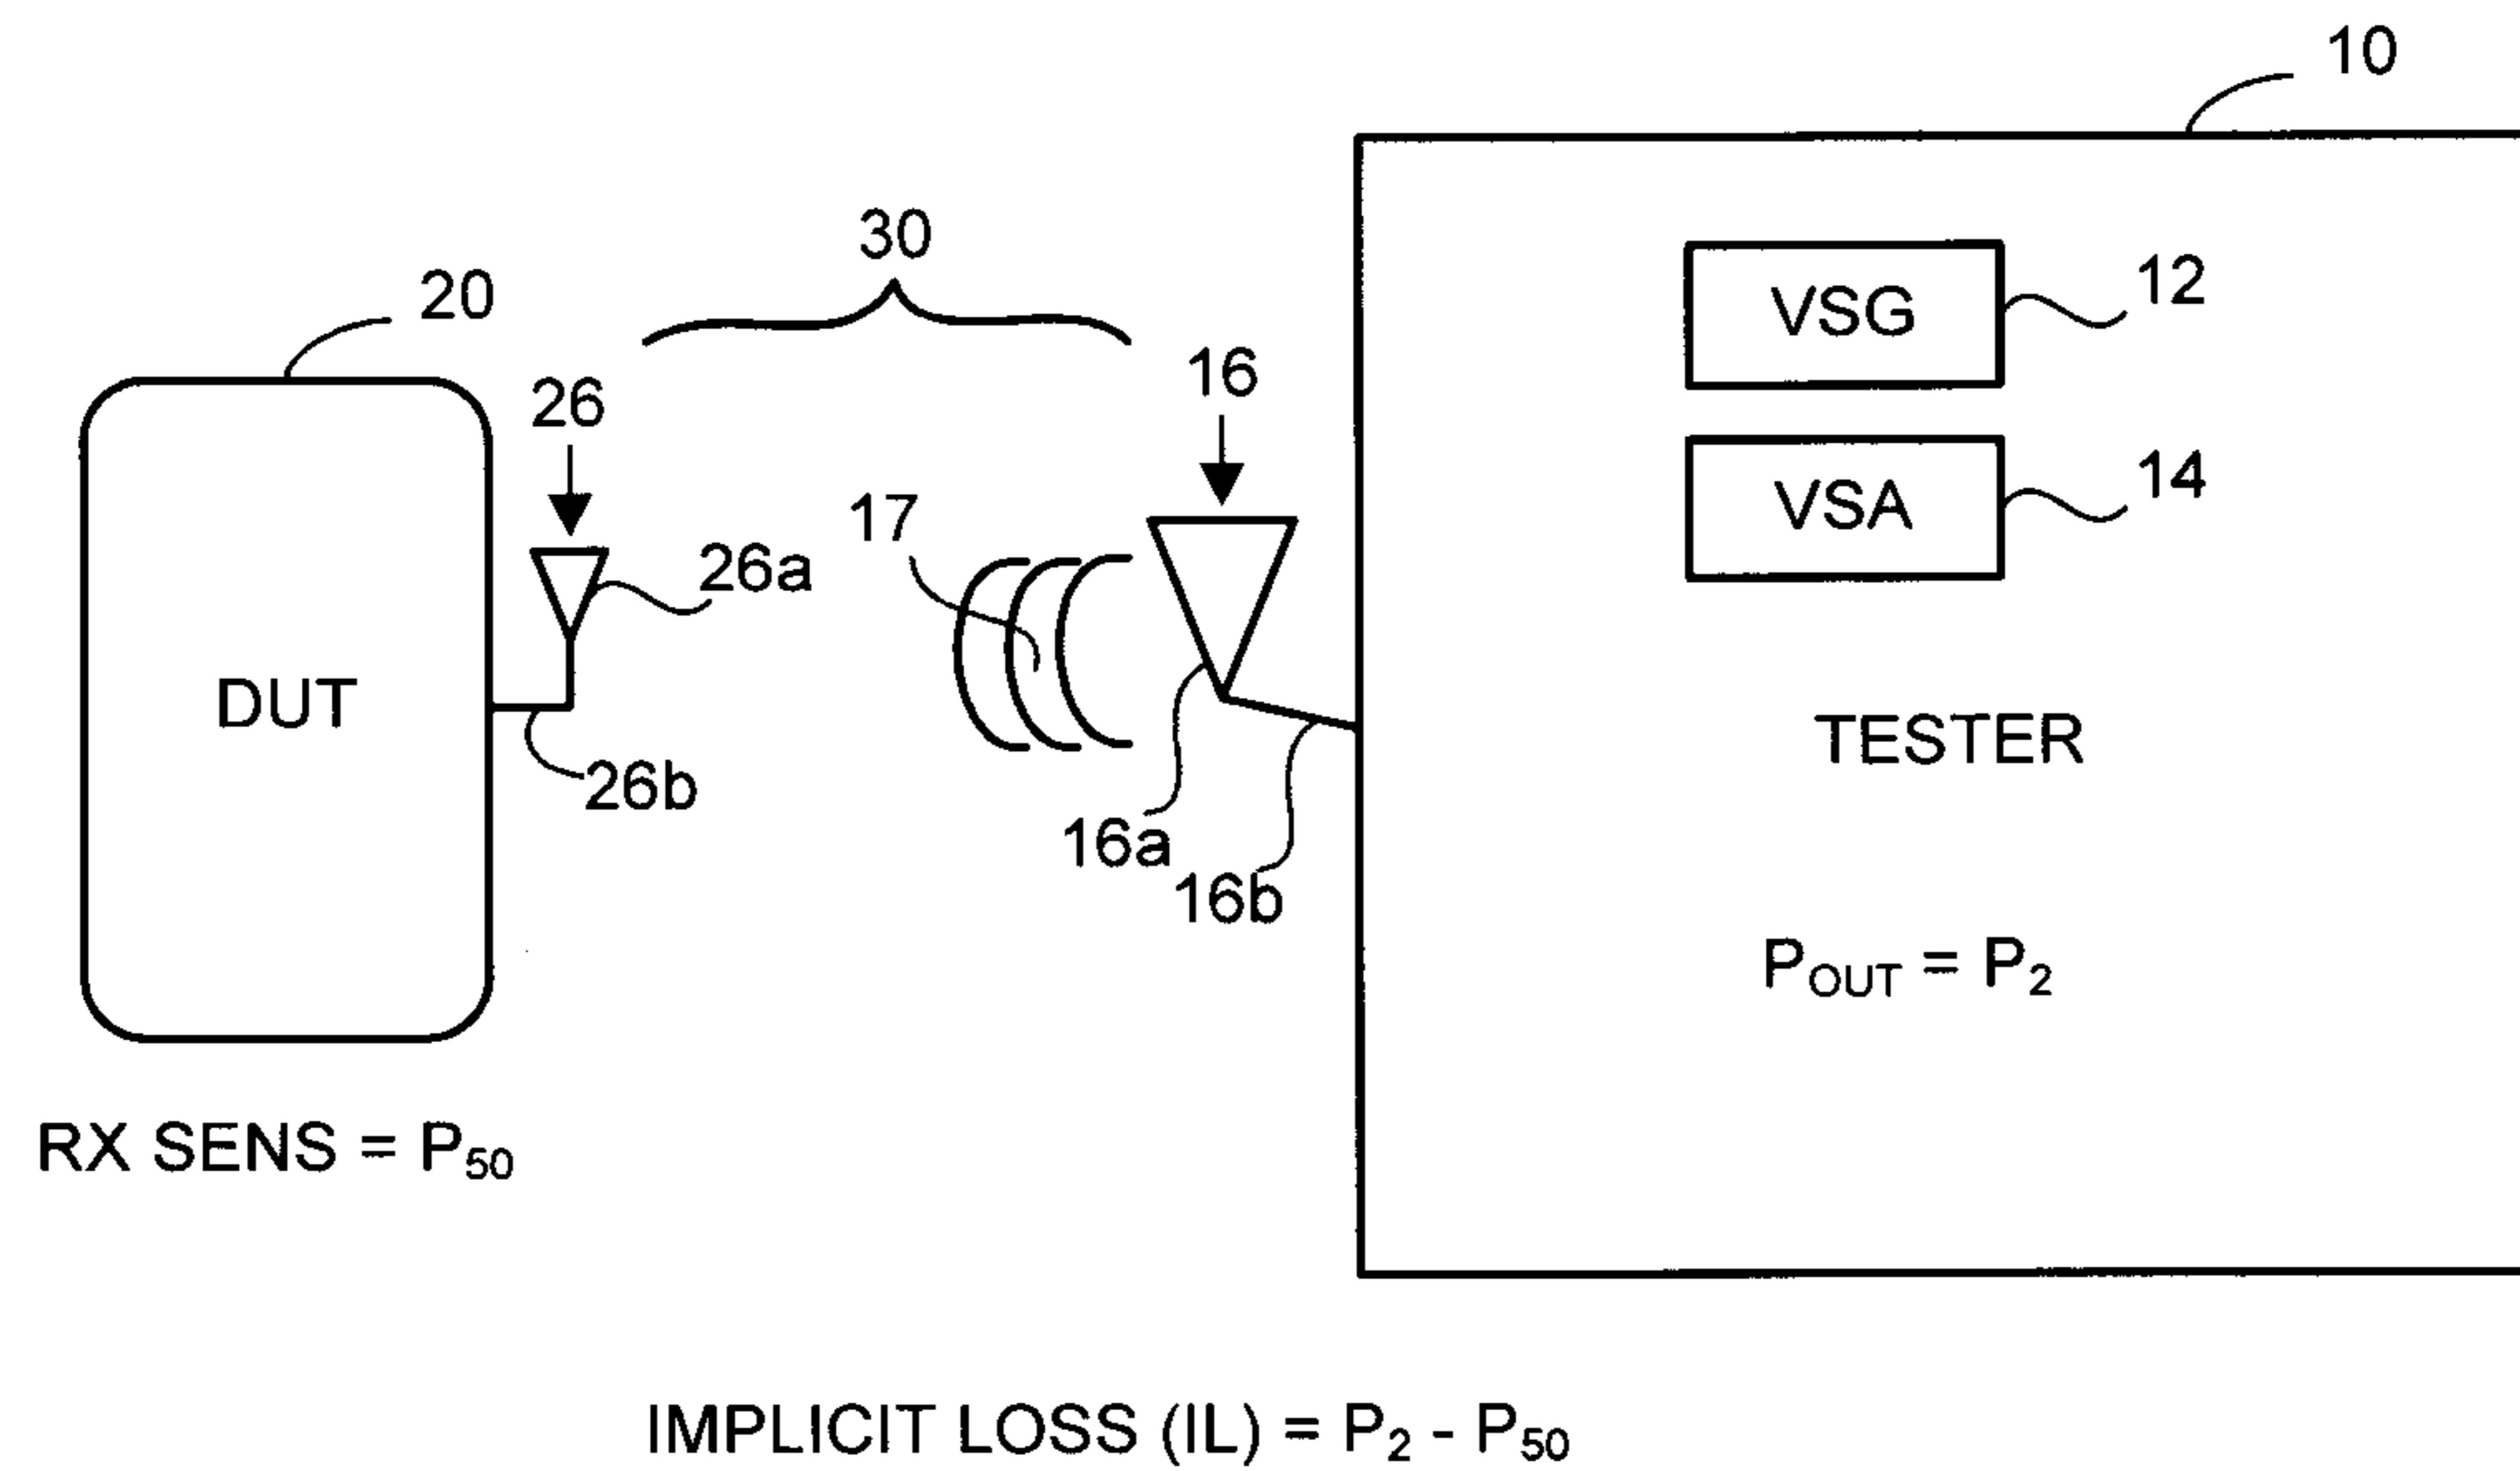 10
30
20
VSG
12
16
26
VSA
14
17
26a
DUT
TESTER
26b
16a
16b
P_OUT = P_2
RX SENS = P_50
IMPLICIT LOSS (IL) = P_2 - P_50